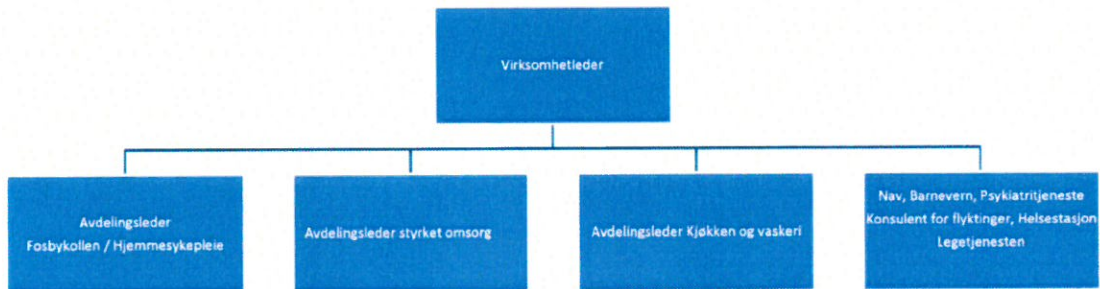 Virksomhetleder
Avdelingsleder
Fosbykollen / Hjemmesykepleie
Avdelingsleder styrket omsorg
Avdelingsleder Kjøkken og vaskeri
Nav, Barnevern, Psykiatritjeneste
Konsulent for flyktinger, Helsestasjon
Legetjenesten